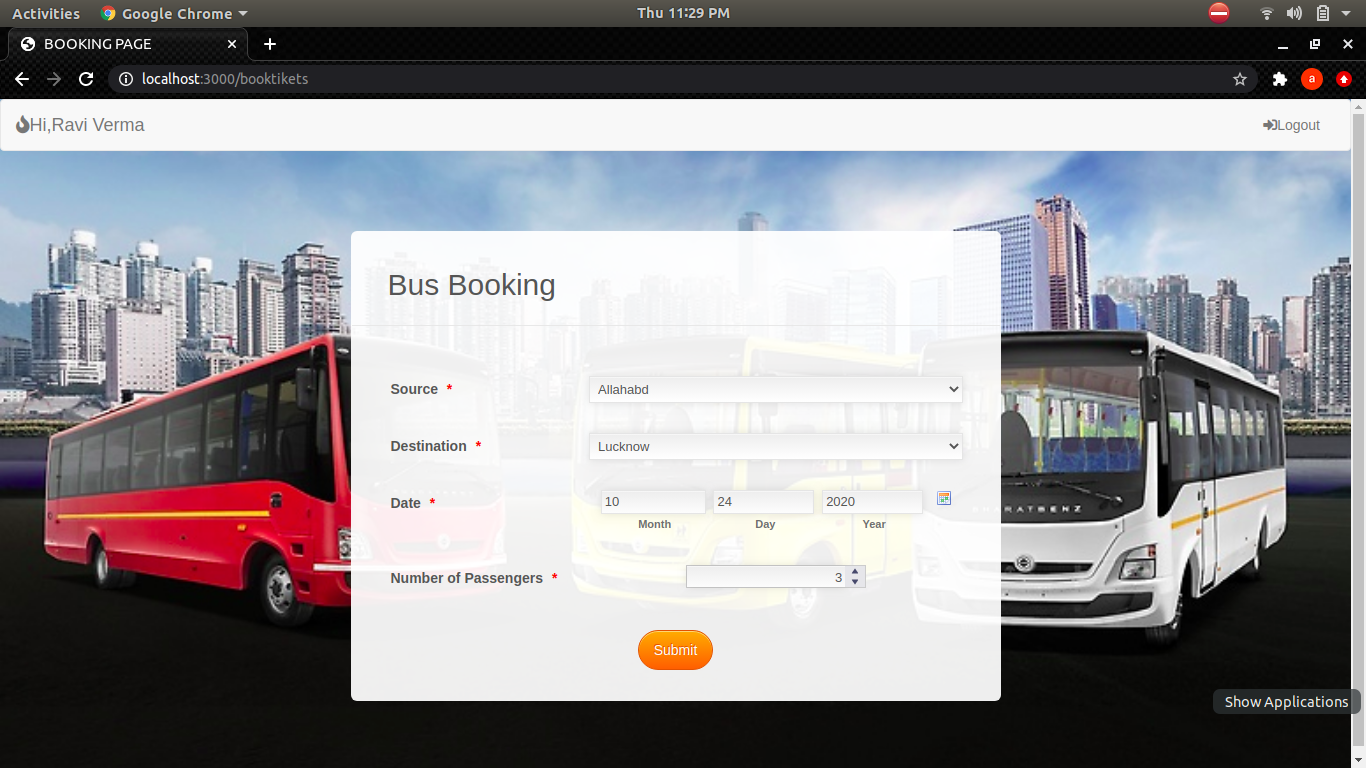 Activities Google Chrome Thu 11:29 PM
BOOKING PAGE
localhost:3000/booktikets a
Hi,Ravi Verma Logout
Bus Booking
Source * Allahabd
Destination * Lucknow
Date * 10 24 2020
Month Day Year
BHARATBENZ
Number of Passengers * 3
Submit
Show Applications